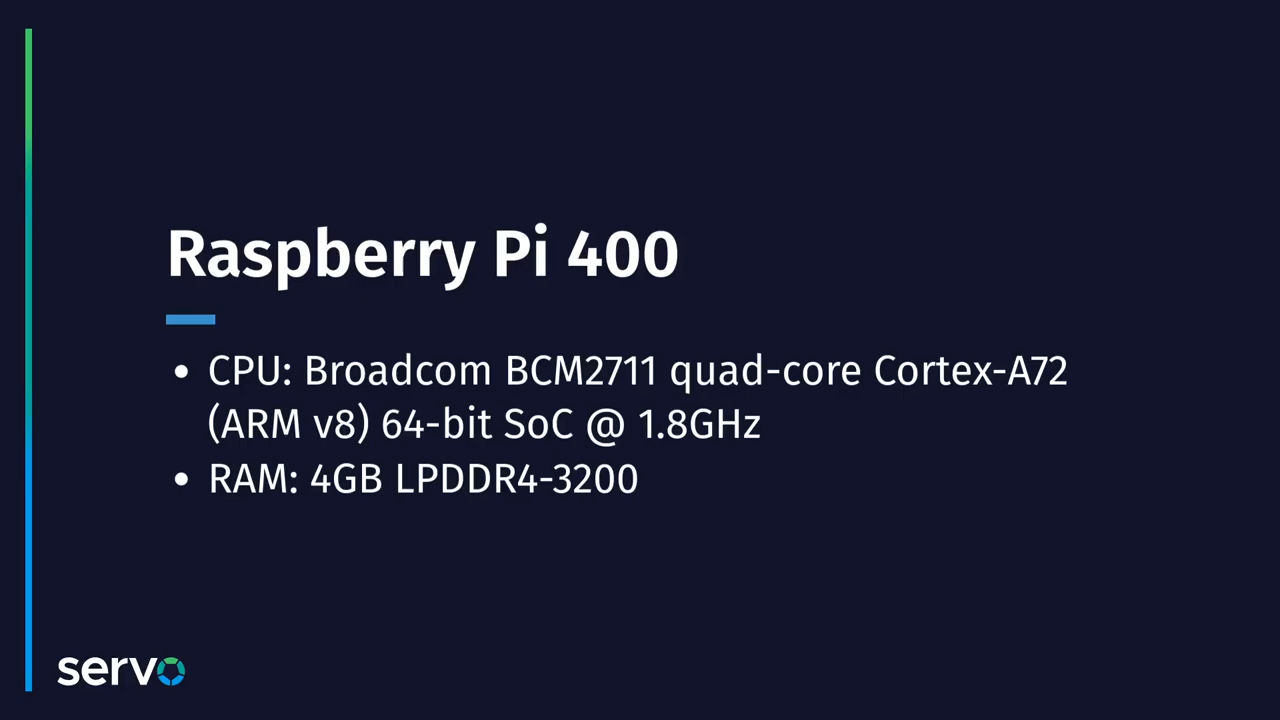 Raspberry Pi 400
• CPU: Broadcom BCM2711 quad-core Cortex-A72
(ARM v8) 64-bit SoC @ 1.8GHz
• RAM: 4GB LPDDR4-3200
servo